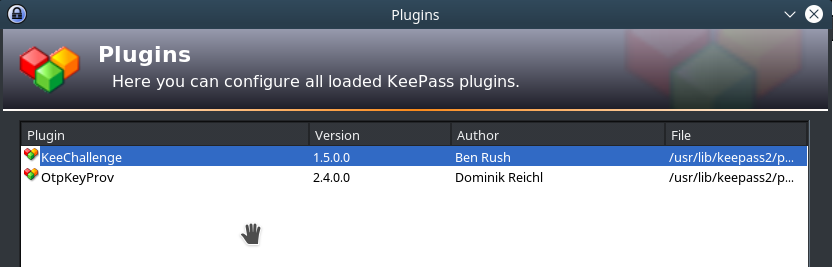 Plugins
Plugins
Here you can configure all loaded KeePass plugins.
Plugin Version Author File
KeeChallenge 1.5.0.0 Ben Rush /usr/lib/keepass2/p...
OtpKeyProv 2.4.0.0 Dominik Reichl /usr/lib/keepass2/p...